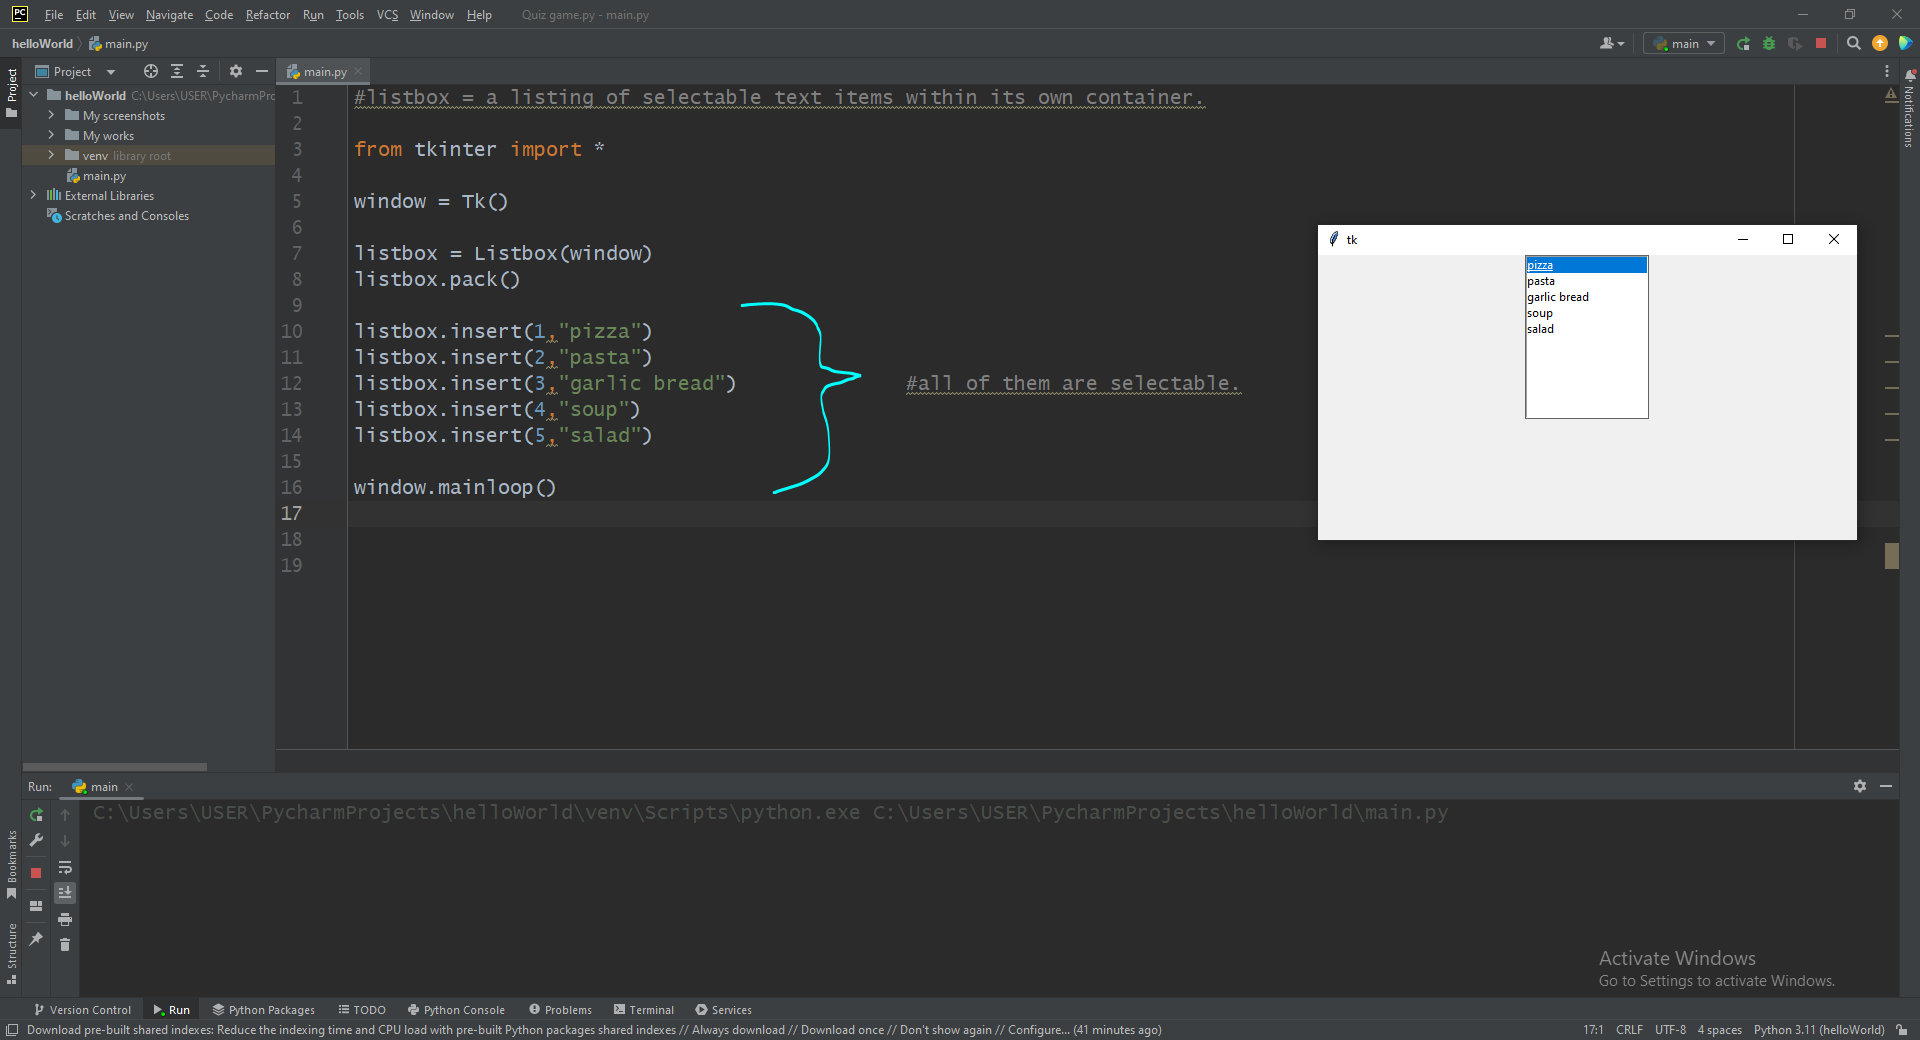 File Edit View Navigate Code Refactor Run Tools VCS Window Help Quiz game.py - main.py
helloWorld main.py main
Project
Project main.py
Notifications
helloWorld C:\Users\USER\PycharmPrc
My screenshots
My works
venv library root
main.py
External Libraries
Scratches and Consoles
1 #listbox = a listing of selectable text items within its own container.
2
3 from tkinter import *
4
5 window = Tk()
6
7 listbox = Listbox(window)
8 listbox.pack()
9
10 listbox.insert(1,"pizza")
11 listbox.insert(2,"pasta")
12 listbox.insert(3,"garlic bread") #all of them are selectable.
13 listbox.insert(4,"soup")
14 listbox.insert(5,"salad")
15
16 window.mainloop()
17
18
19
tk
pizza
pasta
garlic bread
soup
salad
Run: main
C:\Users\USER\PycharmProjects\helloWorld\venv\Scripts\python.exe C:\Users\USER\PycharmProjects\helloWorld\main.py
Bookmarks
Structure
Activate Windows
Go to Settings to activate Windows.
Version Control Run Python Packages TODO Python Console Problems Terminal Services
Download pre-built shared indexes: Reduce the indexing time and CPU load with pre-built Python packages shared indexes // Always download // Download once // Don't show again // Configure... (41 minutes ago) 17:1 CRLF UTF-8 4 spaces Python 3.11 (helloWorld)